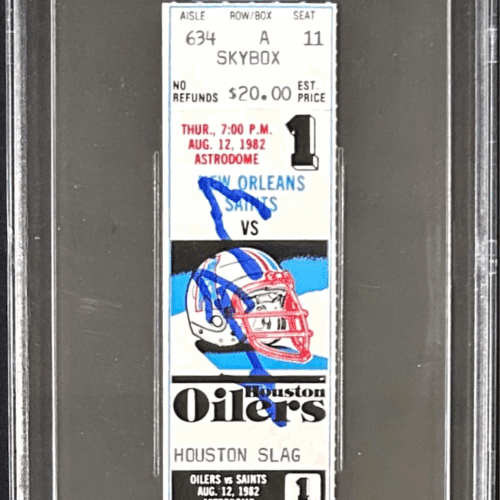 AISLE ROW/BOX SEAT
634 A 11
SKYBOX
NO REFUNDS $20.00 EST. PRICE
THUR., 7:00 P.M.
AUG. 12, 1982
ASTRODOME
1
NEW ORLEANS
SAINTS
VS
Houston
Oilers
HOUSTON SLAG
OILERS vs SAINTS
AUG. 12, 1982
ASTRODOME
1